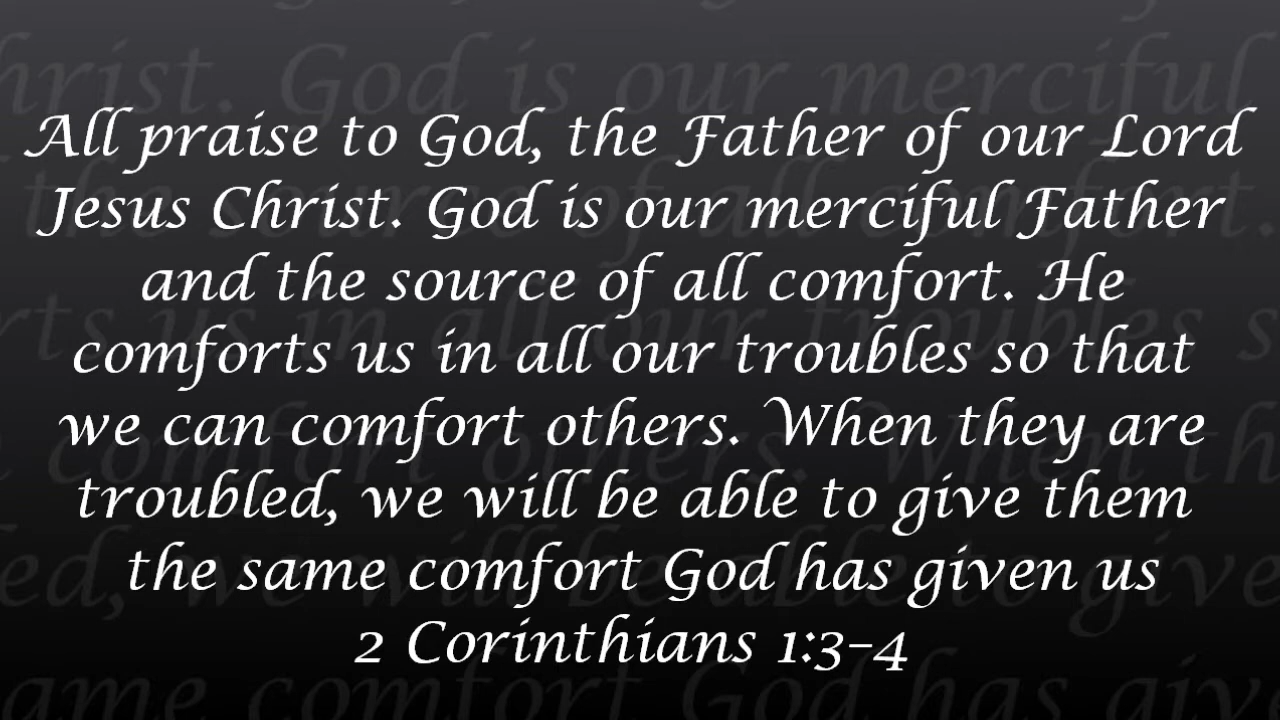 All praise to God, the Father of our Lord
Jesus Christ. God is our merciful Father
and the source of all comfort. He
comforts us in all our troubles so that
we can comfort others. When they are
troubled, we will be able to give them
the same comfort God has given us
2 Corinthians 1:3–4